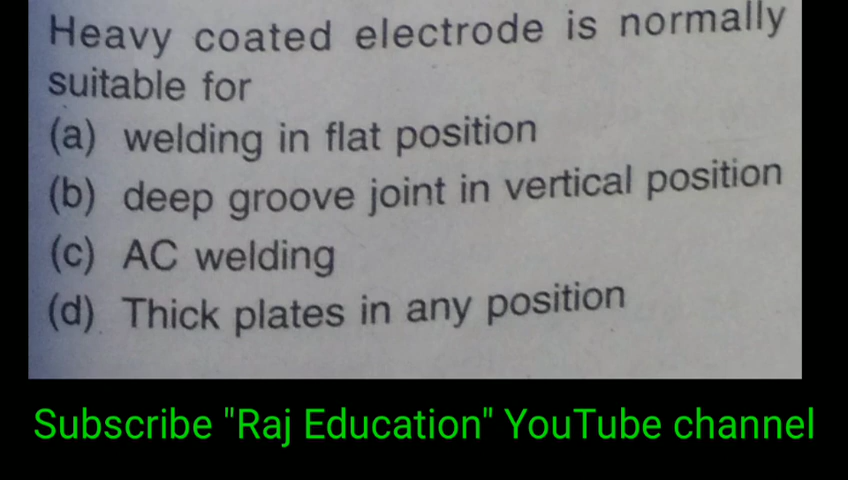 Heavy coated electrode is normally
suitable for
(a) welding in flat position
(b) deep groove joint in vertical position
(c) AC welding
(d) Thick plates in any position
Subscribe "Raj Education" YouTube channel